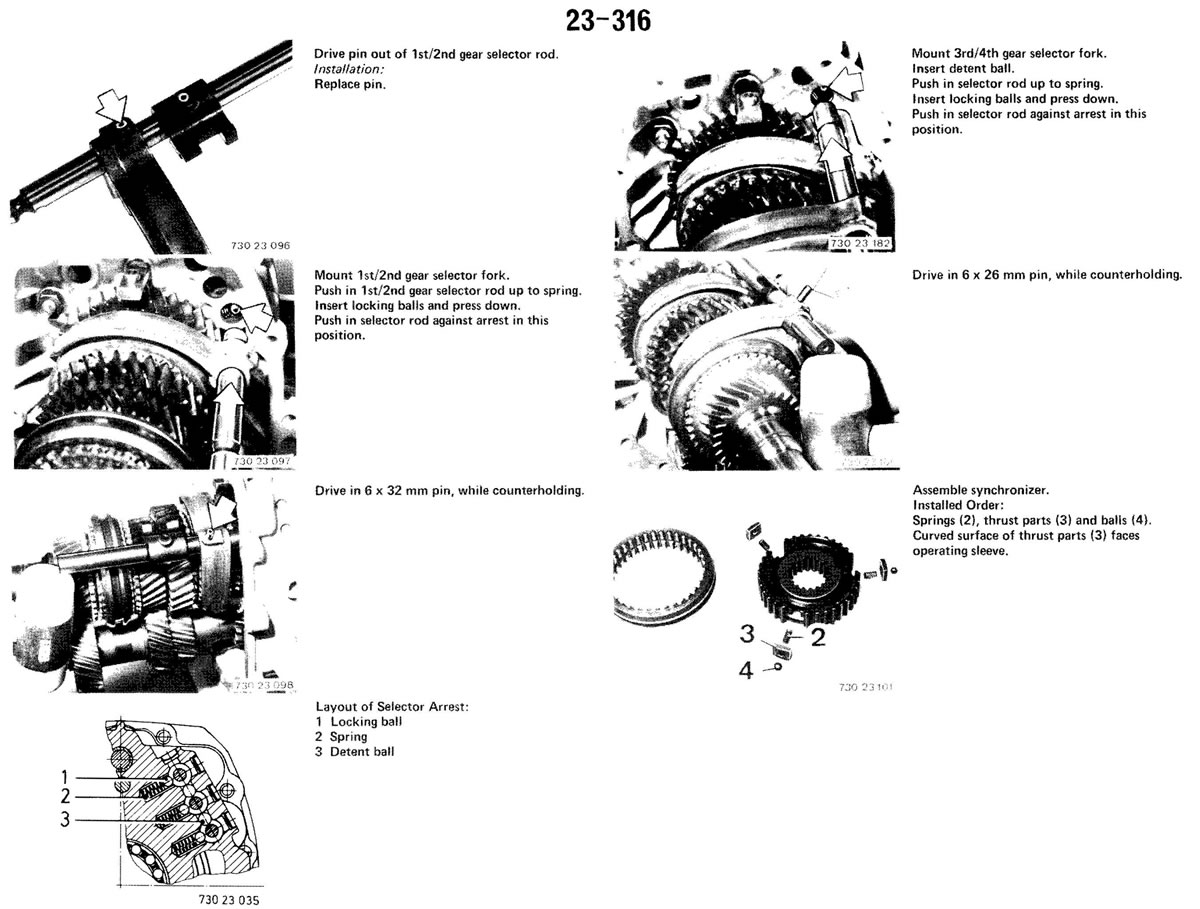 23-316
Drive pin out of 1st/2nd gear selector rod.
Installation:
Replace pin.
730 23 096
Mount 1st/2nd gear selector fork.
Push in 1st/2nd gear selector rod up to spring.
Insert locking balls and press down.
Push in selector rod against arrest in this
position.
730 23 097
Drive in 6 x 32 mm pin, while counterholding.
730 23 098
Layout of Selector Arrest:
1 Locking ball
2 Spring
3 Detent ball
1
2
3
730 23 035
Mount 3rd/4th gear selector fork.
Insert detent ball.
Push in selector rod up to spring.
Insert locking balls and press down.
Push in selector rod against arrest in this
position.
730 23 182
Drive in 6 x 26 mm pin, while counterholding.
Assemble synchronizer.
Installed Order:
Springs (2), thrust parts (3) and balls (4).
Curved surface of thrust parts (3) faces
operating sleeve.
3
2
4
730 23 101